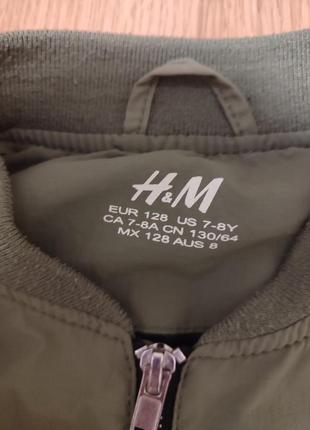 H&M
EUR 128 US 7-8Y
CA 7-8A CN 130/64
MX 128 AUS 8